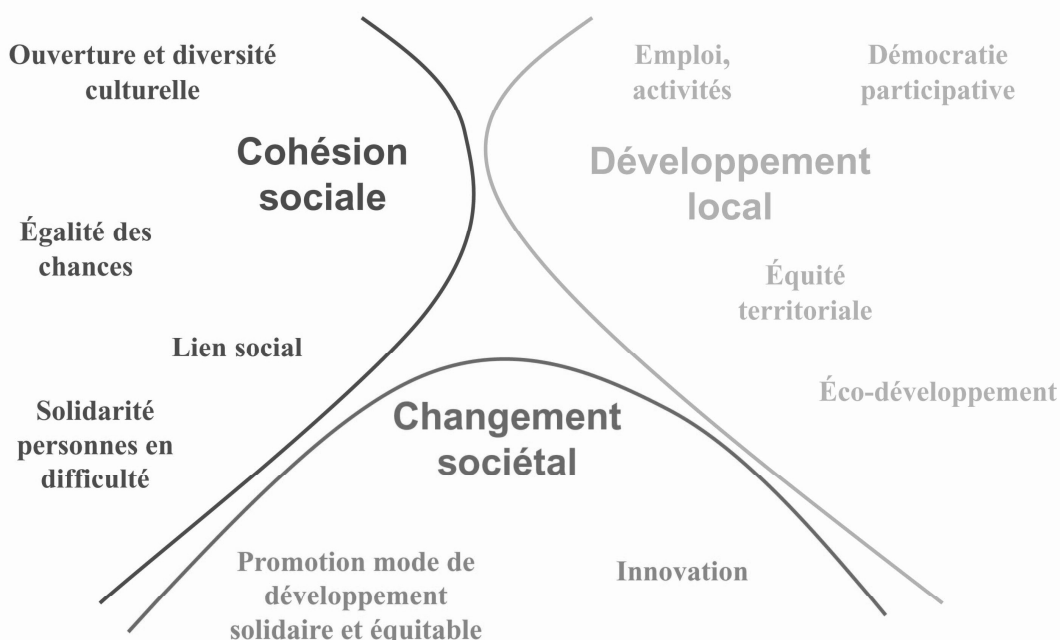 Ouverture et diversité
culturelle
Cohésion
sociale
Égalité des
chances
Lien social
Solidarité
personnes en
difficulté
Emploi,
activités
Démocratie
participative
Développement
local
Équité
territoriale
Éco-développement
Changement
sociétal
Promotion mode de
développement
solidaire et équitable
Innovation